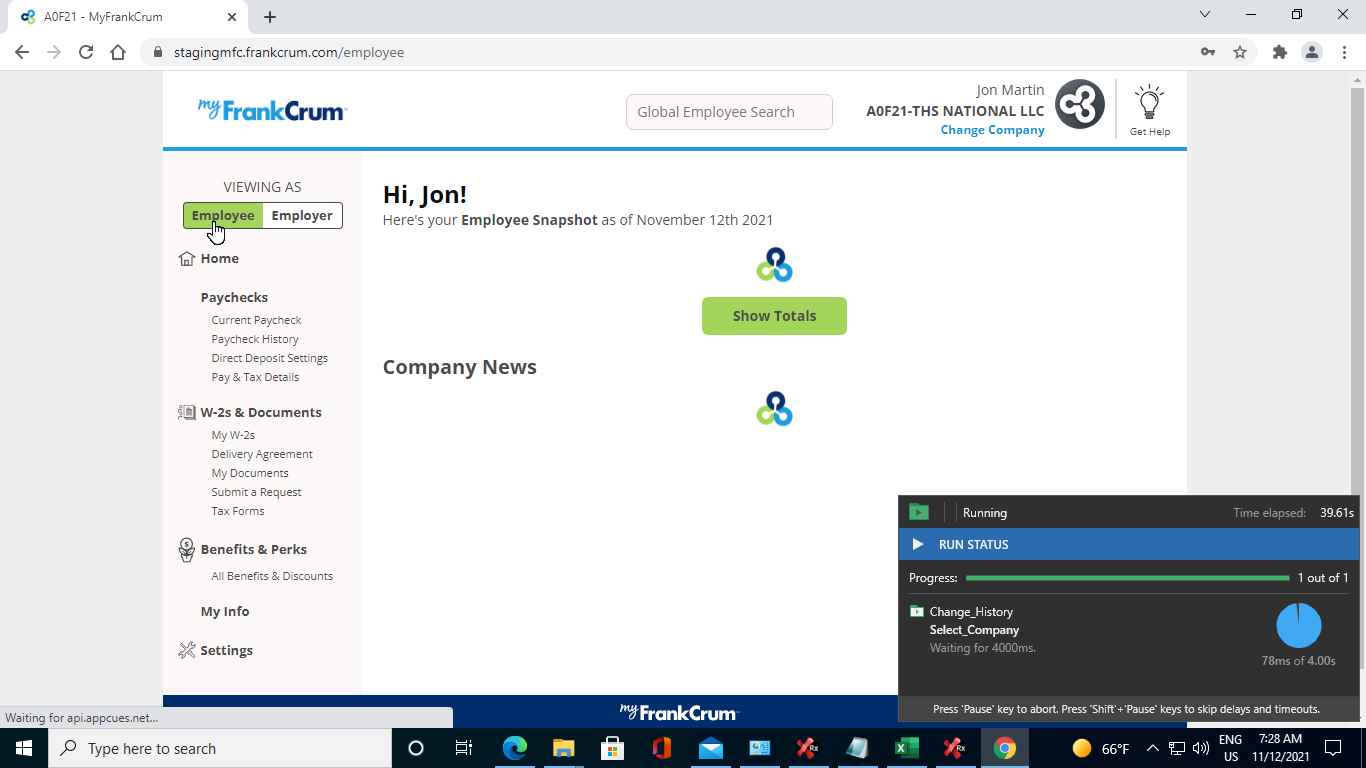 A0F21 - MyFrankCrum
stagingmfc.frankcrum.com/employee
myFrankCrum
Global Employee Search
Jon Martin
A0F21-THS NATIONAL LLC
Change Company
Get Help
VIEWING AS
Employee Employer
Home
Paychecks
Current Paycheck
Paycheck History
Direct Deposit Settings
Pay & Tax Details
W-2s & Documents
My W-2s
Delivery Agreement
My Documents
Submit a Request
Tax Forms
Benefits & Perks
All Benefits & Discounts
My Info
Settings
Hi, Jon!
Here's your Employee Snapshot as of November 12th 2021
Show Totals
Company News
Running Time elapsed: 39.61s
RUN STATUS
Progress: 1 out of 1
Change_History
Select_Company
Waiting for 4000ms.
78ms of 4.00s
Press 'Pause' key to abort. Press 'Shift'+'Pause' keys to skip delays and timeouts.
myFrankCrum
Waiting for api.appcues.net...
Type here to search
Rx
Rx
66°F
ENG
US
7:28 AM
11/12/2021